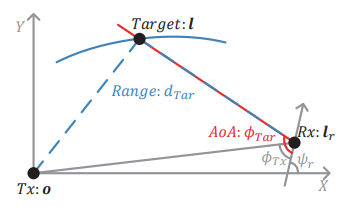 Y
Target: l
Range: d_Tar
AoA: ϕ_Tar
Rx: l_r
ϕ_Tx
ψ_r
X
Tx: o